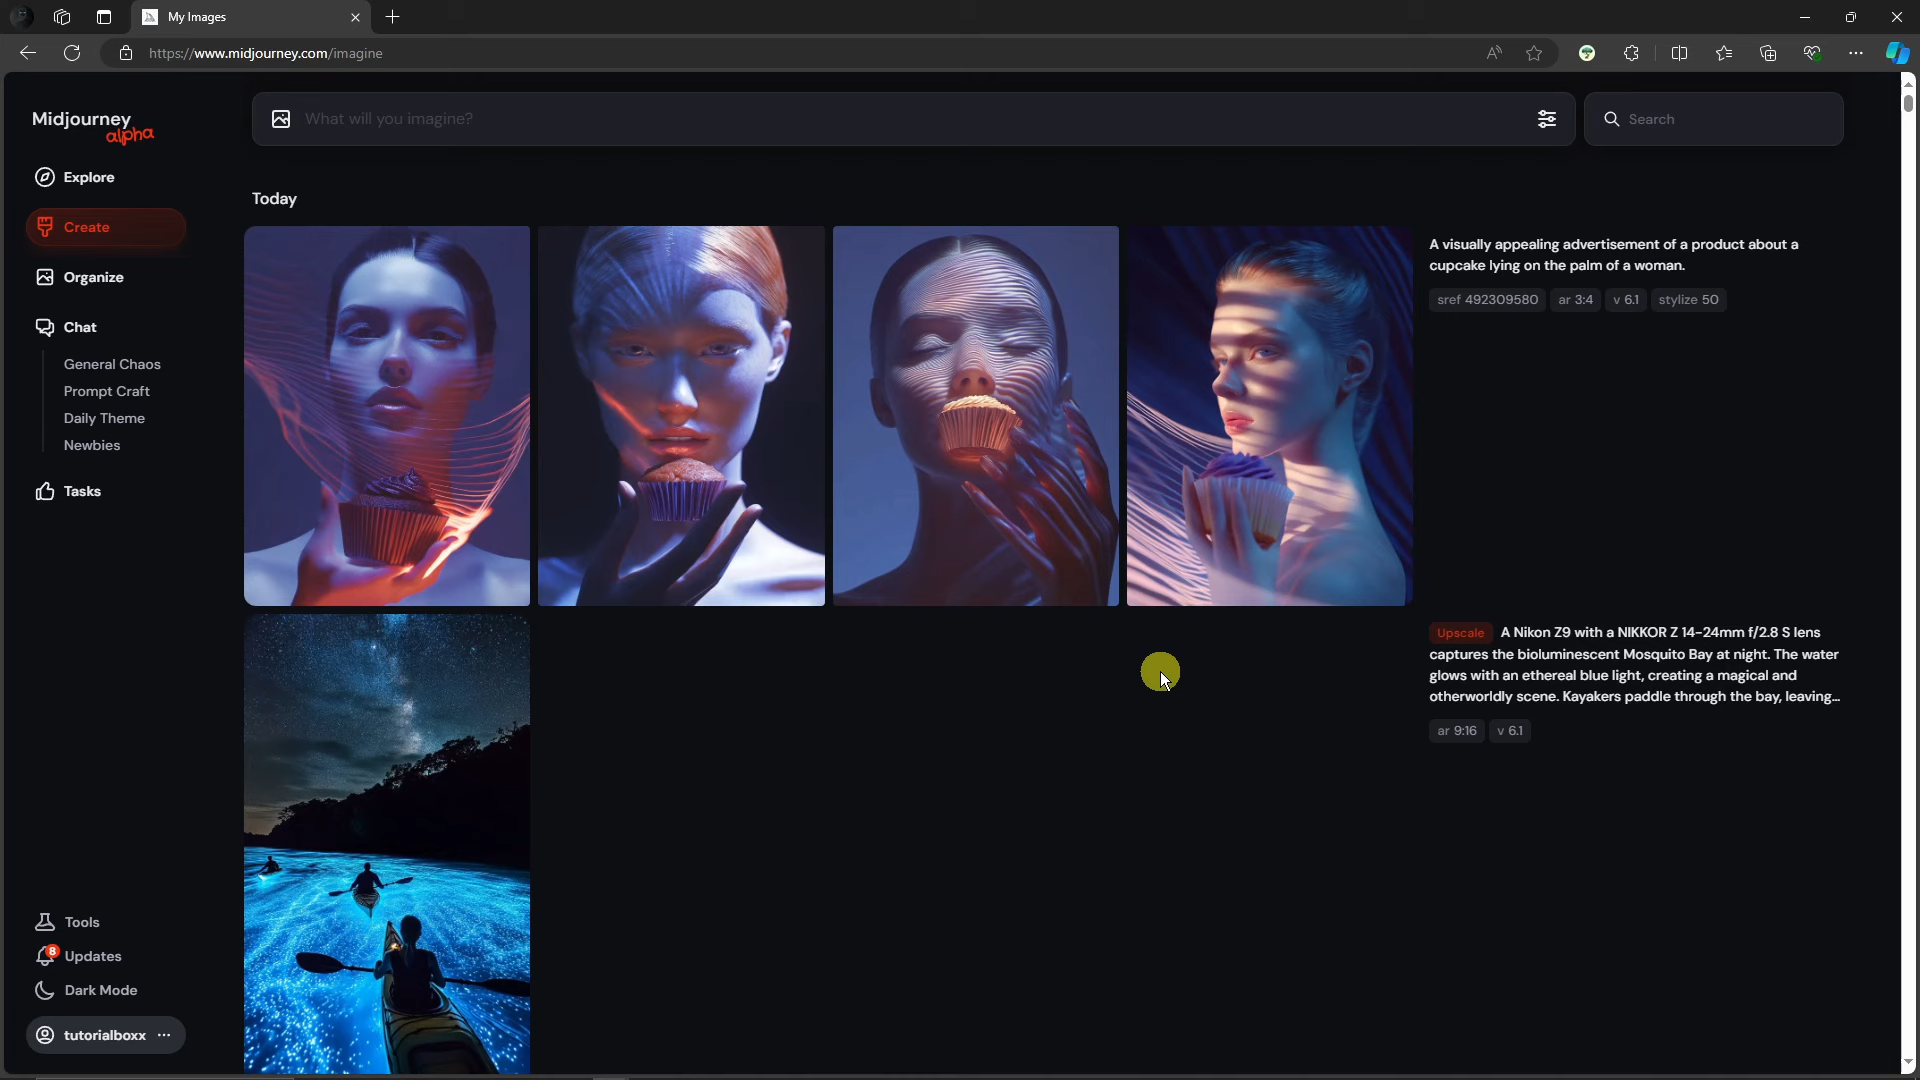 My Images
https://www.midjourney.com/imagine
Midjourney
alpha
What will you imagine?
Search
Explore
Create
Organize
Chat
General Chaos
Prompt Craft
Daily Theme
Newbies
Tasks
Today
A visually appealing advertisement of a product about a
cupcake lying on the palm of a woman.
sref 492309580 ar 3:4 v 6.1 stylize 50
Upscale A Nikon Z9 with a NIKKOR Z 14-24mm f/2.8 S lens
captures the bioluminescent Mosquito Bay at night. The water
glows with an ethereal blue light, creating a magical and
otherworldly scene. Kayakers paddle through the bay, leaving...
ar 9:16 v 6.1
Tools
8
Updates
Dark Mode
tutorialboxx ...